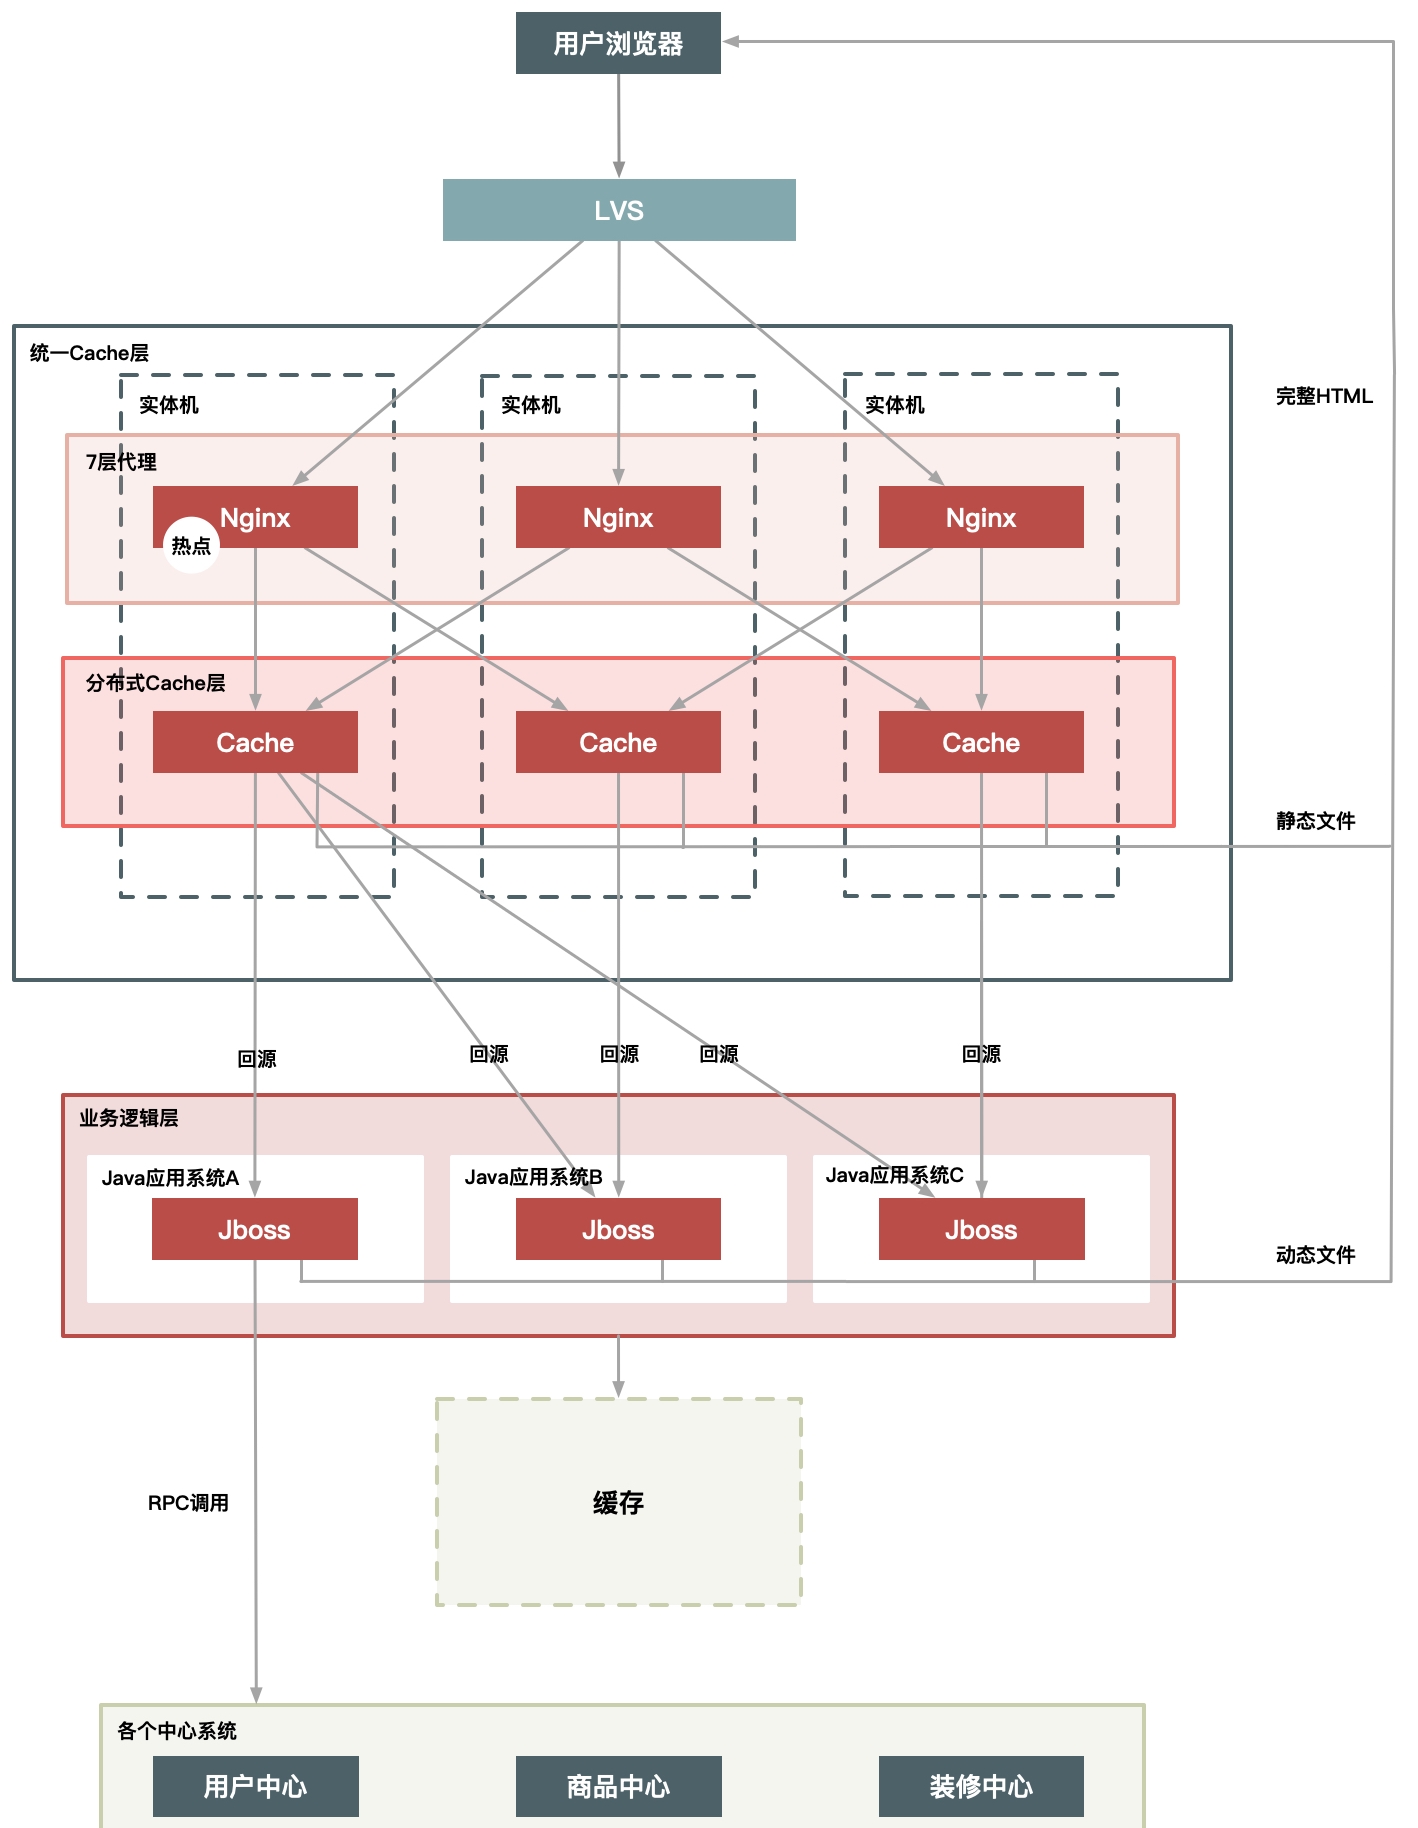 用户浏览器
LVS
统一Cache层
实体机
实体机
实体机
完整HTML
7层代理
Nginx
Nginx
Nginx
热点
分布式Cache层
Cache
Cache
Cache
静态文件
回源
回源
回源
回源
回源
业务逻辑层
Java应用系统A
Java应用系统B
Java应用系统C
Jboss
Jboss
Jboss
动态文件
缓存
RPC调用
各个中心系统
用户中心
商品中心
装修中心